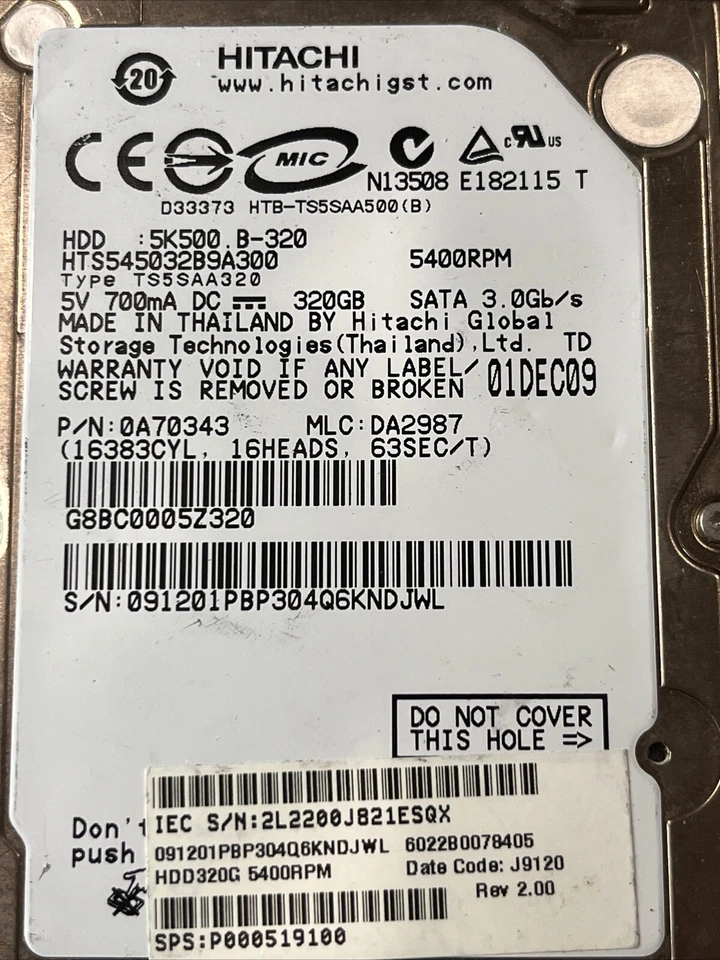 20
HITACHI
www.hitachigst.com
CE MIC c RU US
N13508 E182115 T
D33373 HTB-TS5SAA500(B)
HDD :5K500.B-320
HTS545032B9A300 5400RPM
Type TS5SAA320
5V 700mA DC 320GB SATA 3.0Gb/s
MADE IN THAILAND BY Hitachi Global
Storage Technologies(Thailand),Ltd. TD
WARRANTY VOID IF ANY LABEL/
SCREW IS REMOVED OR BROKEN 01DEC09
P/N:0A70343 MLC:DA2987
(16383CYL, 16HEADS, 63SEC/T)
G8BC0005Z320
S/N:091201PBP304Q6KNDJWL
DO NOT COVER
THIS HOLE =>
Don't
push
IEC S/N:2L2200J821ESQX
091201PBP304Q6KNDJWL 6022B0078405
HDD320G 5400RPM Date Code: J9120
Rev 2.00
SPS:P000519100